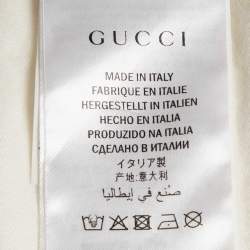 GUCCI
MADE IN ITALY
FABRIQUE EN ITALIE
HERGESTELLT IN ITALIEN
HECHO EN ITALIA
PRODUZIDO NA ITALIA
СДЕЛАНО В ИТАЛИИ
イタリア製
产地:意大利
صنع في إيطاليا